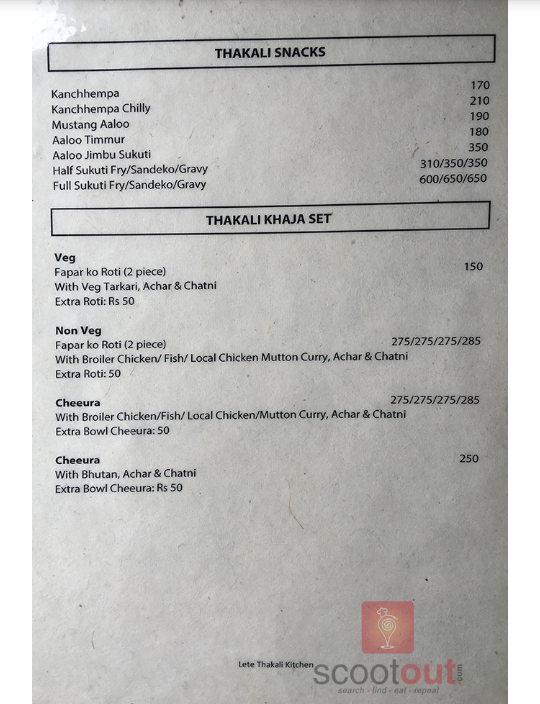 THAKALI SNACKS
Kanchhempa 170
Kanchhempa Chilly 210
Mustang Aaloo 190
Aaloo Timmur 180
Aaloo Jimbu Sukuti 350
Half Sukuti Fry/Sandeko/Gravy 310/350/350
Full Sukuti Fry/Sandeko/Gravy 600/650/650
THAKALI KHAJA SET
Veg
Fapar ko Roti (2 piece) 150
With Veg Tarkari, Achar & Chatni
Extra Roti: Rs 50
Non Veg
Fapar ko Roti (2 piece) 275/275/275/285
With Broiler Chicken/ Fish/ Local Chicken Mutton Curry, Achar & Chatni
Extra Roti: 50
Cheeura 275/275/275/285
With Broiler Chicken/Fish/ Local Chicken/Mutton Curry, Achar & Chatni
Extra Bowl Cheeura: 50
Cheeura 250
With Bhutan, Achar & Chatni
Extra Bowl Cheeura: Rs 50
Lete Thakali Kitchen
scootout.com
search - find - eat - repeat